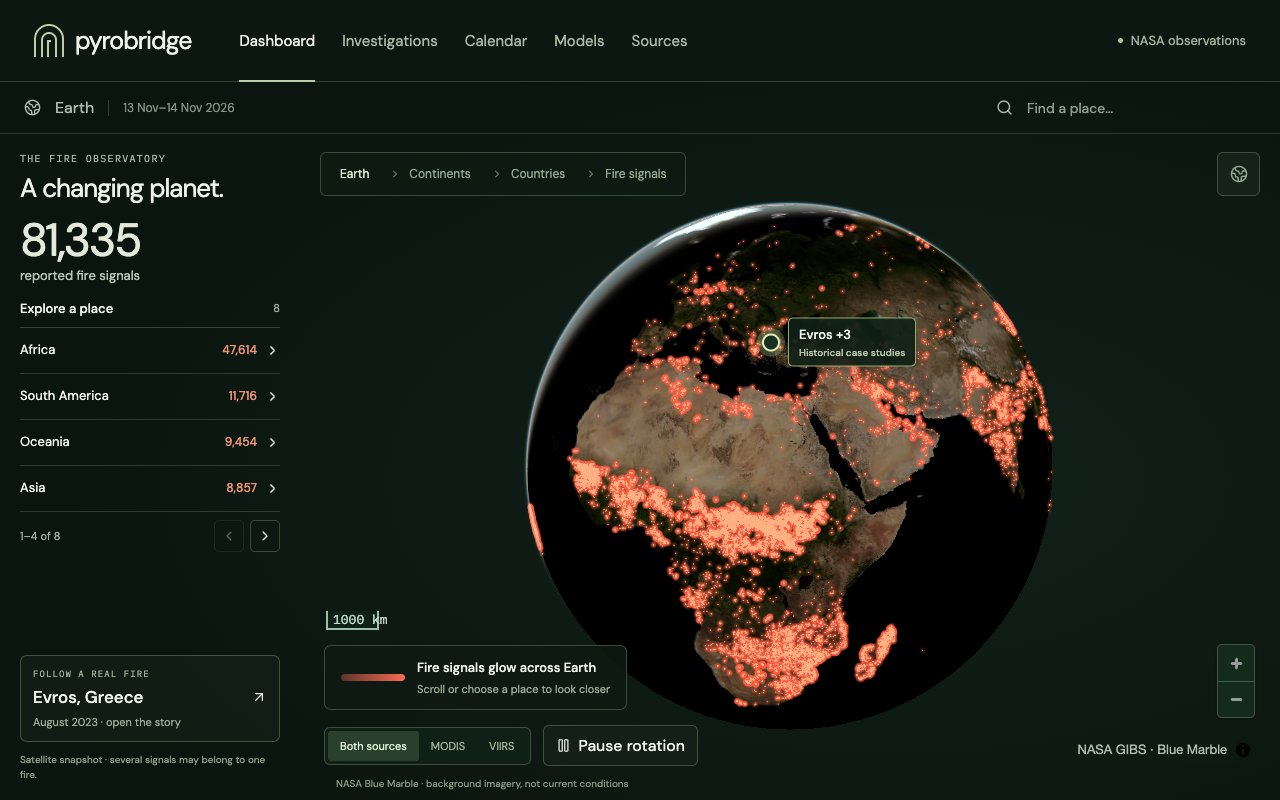 pyrobridge
Dashboard
Investigations
Calendar
Models
Sources
NASA observations
Earth
13 Nov–14 Nov 2026
Find a place...
THE FIRE OBSERVATORY
A changing planet.
81,335
reported fire signals
Explore a place
8
Africa
47,614
South America
11,716
Oceania
9,454
Asia
8,857
1–4 of 8
FOLLOW A REAL FIRE
Evros, Greece
August 2023 · open the story
Satellite snapshot · several signals may belong to one
fire.
Earth
Continents
Countries
Fire signals
Evros +3
Historical case studies
1000 km
Fire signals glow across Earth
Scroll or choose a place to look closer
Both sources
MODIS
VIIRS
Pause rotation
NASA Blue Marble · background imagery, not current conditions
+
−
NASA GIBS · Blue Marble